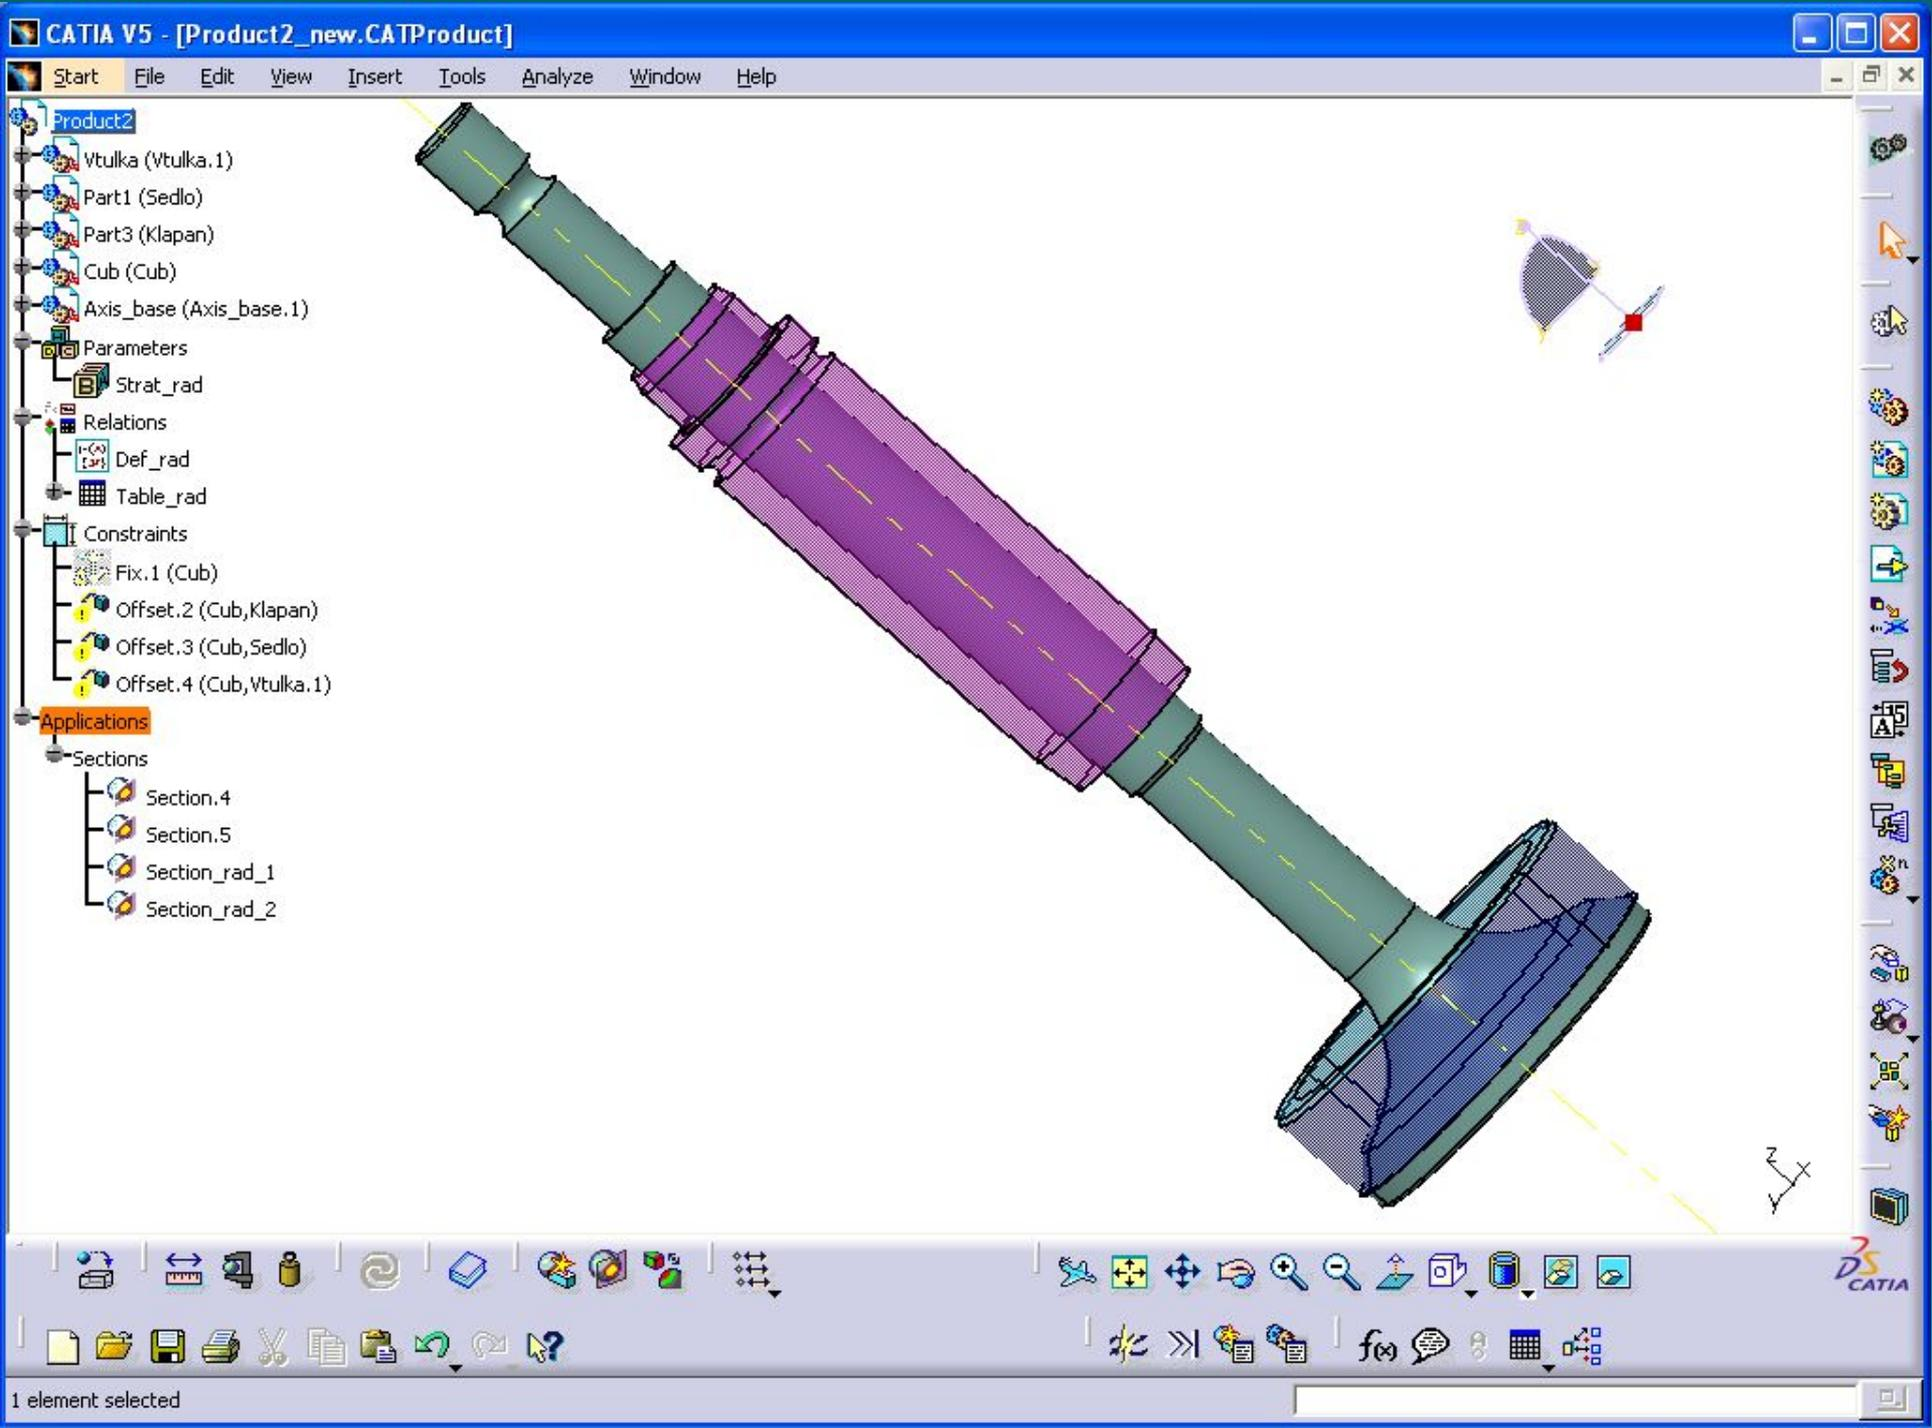 CATIA V5 - [Product2_new.CATProduct]
Start File Edit View Insert Tools Analyze Window Help
Product2
Vtulka (Vtulka.1)
Part1 (Sedlo)
Part3 (Klapan)
Cub (Cub)
Axis_base (Axis_base.1)
Parameters
Strat_rad
Relations
Def_rad
Table_rad
Constraints
Fix.1 (Cub)
Offset.2 (Cub,Klapan)
Offset.3 (Cub,Sedlo)
Offset.4 (Cub,Vtulka.1)
Applications
Sections
Section.4
Section.5
Section_rad_1
Section_rad_2
z
x
y
DS
CATIA
f(x)
1 element selected